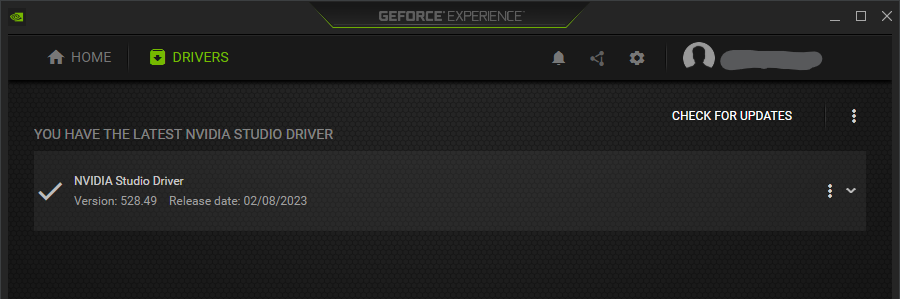 GEFORCE® EXPERIENCE™
HOME
DRIVERS
CHECK FOR UPDATES
YOU HAVE THE LATEST NVIDIA STUDIO DRIVER
NVIDIA Studio Driver
Version: 528.49 Release date: 02/08/2023